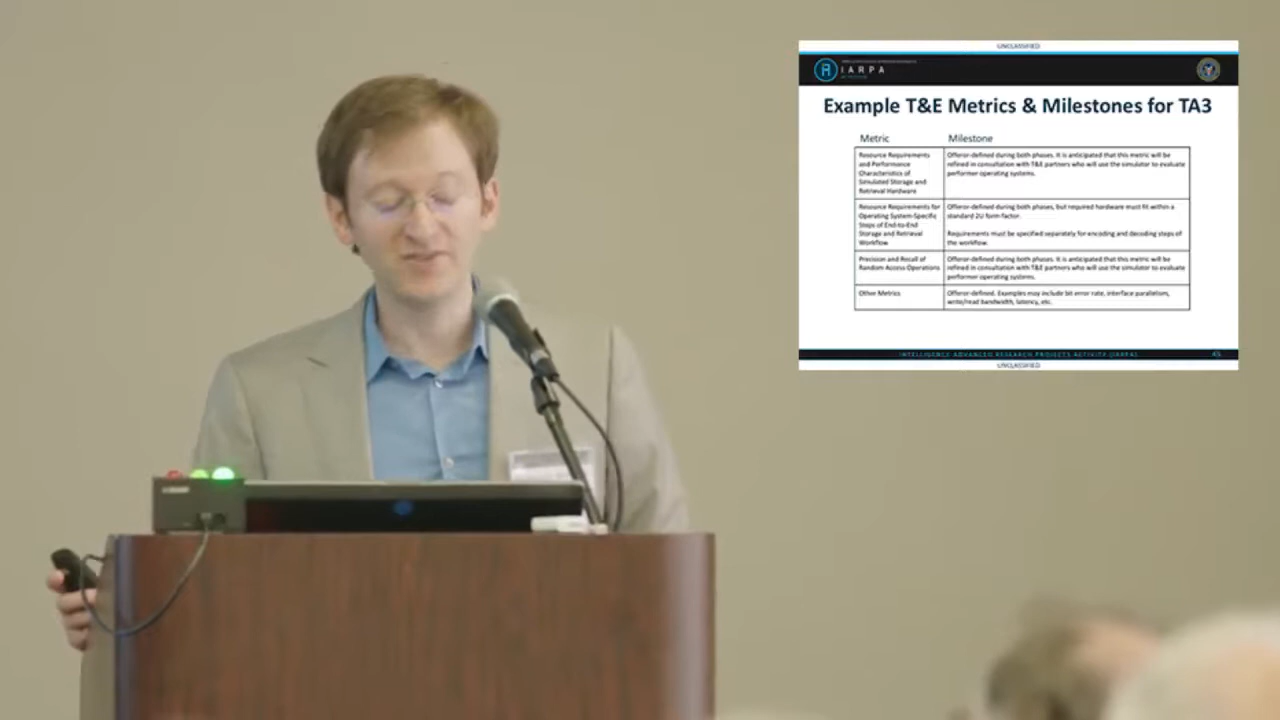 UNCLASSIFIED
IARPA
Example T&E Metrics & Milestones for TA3
Metric
Milestone
Resource Requirements
and Performance
Characteristics of
Simulated Storage and
Retrieval Hardware
Offeror-defined during both phases. It is anticipated that this metric will be
refined in consultation with T&E partners who will use the simulator to evaluate
performer operating systems.
Resource Requirements for
Operating System-Specific
Steps of End-to-End
Storage and Retrieval
Workflow
Offeror-defined during both phases, but required hardware must fit within a
standard 2U form factor.
Requirements must be specified separately for encoding and decoding steps of
the workflow.
Precision and Recall of
Random Access Operations
Offeror-defined during both phases. It is anticipated that this metric will be
refined in consultation with T&E partners who will use the simulator to evaluate
performer operating systems.
Other Metrics
Offeror-defined. Examples may include bit error rate, interface parallelism,
write/read bandwidth, latency, etc.
INTELLIGENCE ADVANCED RESEARCH PROJECTS ACTIVITY (IARPA)
UNCLASSIFIED